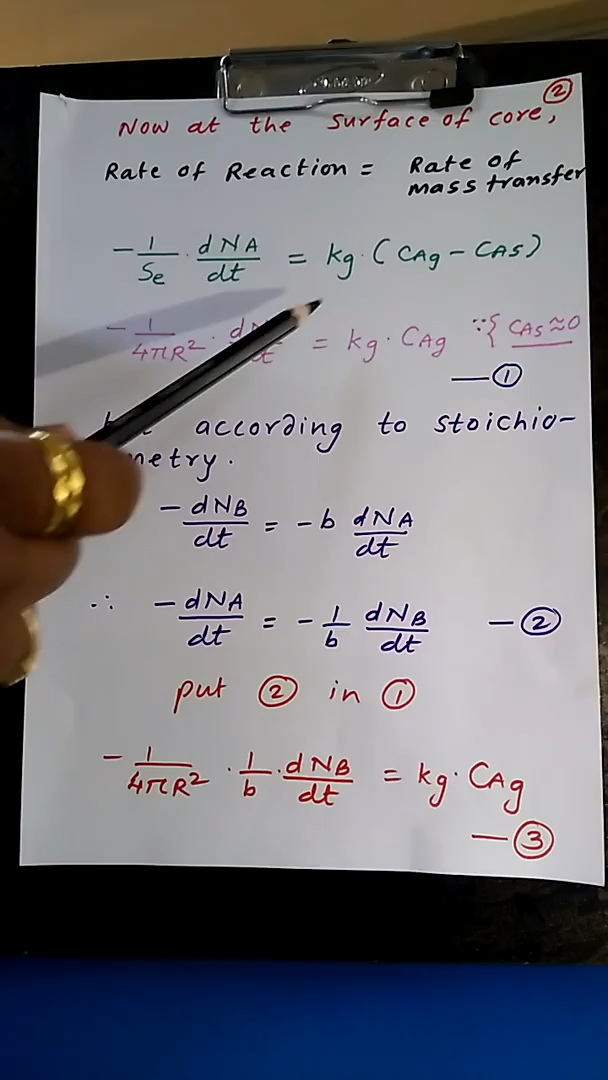 ②
Now at the surface of core,
Rate of Reaction = Rate of mass transfer
- 1/Se · dNA/dt = kg · (CAg - CAs)
- 1/4πR² · = kg · CAg ∵ { CAs ≈ 0
— ①
according to stoichio-
metry.
- dNB/dt = - b dNA/dt
∴ - dNA/dt = - 1/b dNB/dt — ②
put ② in ①
- 1/4πR² · 1/b · dNB/dt = kg · CAg
— ③